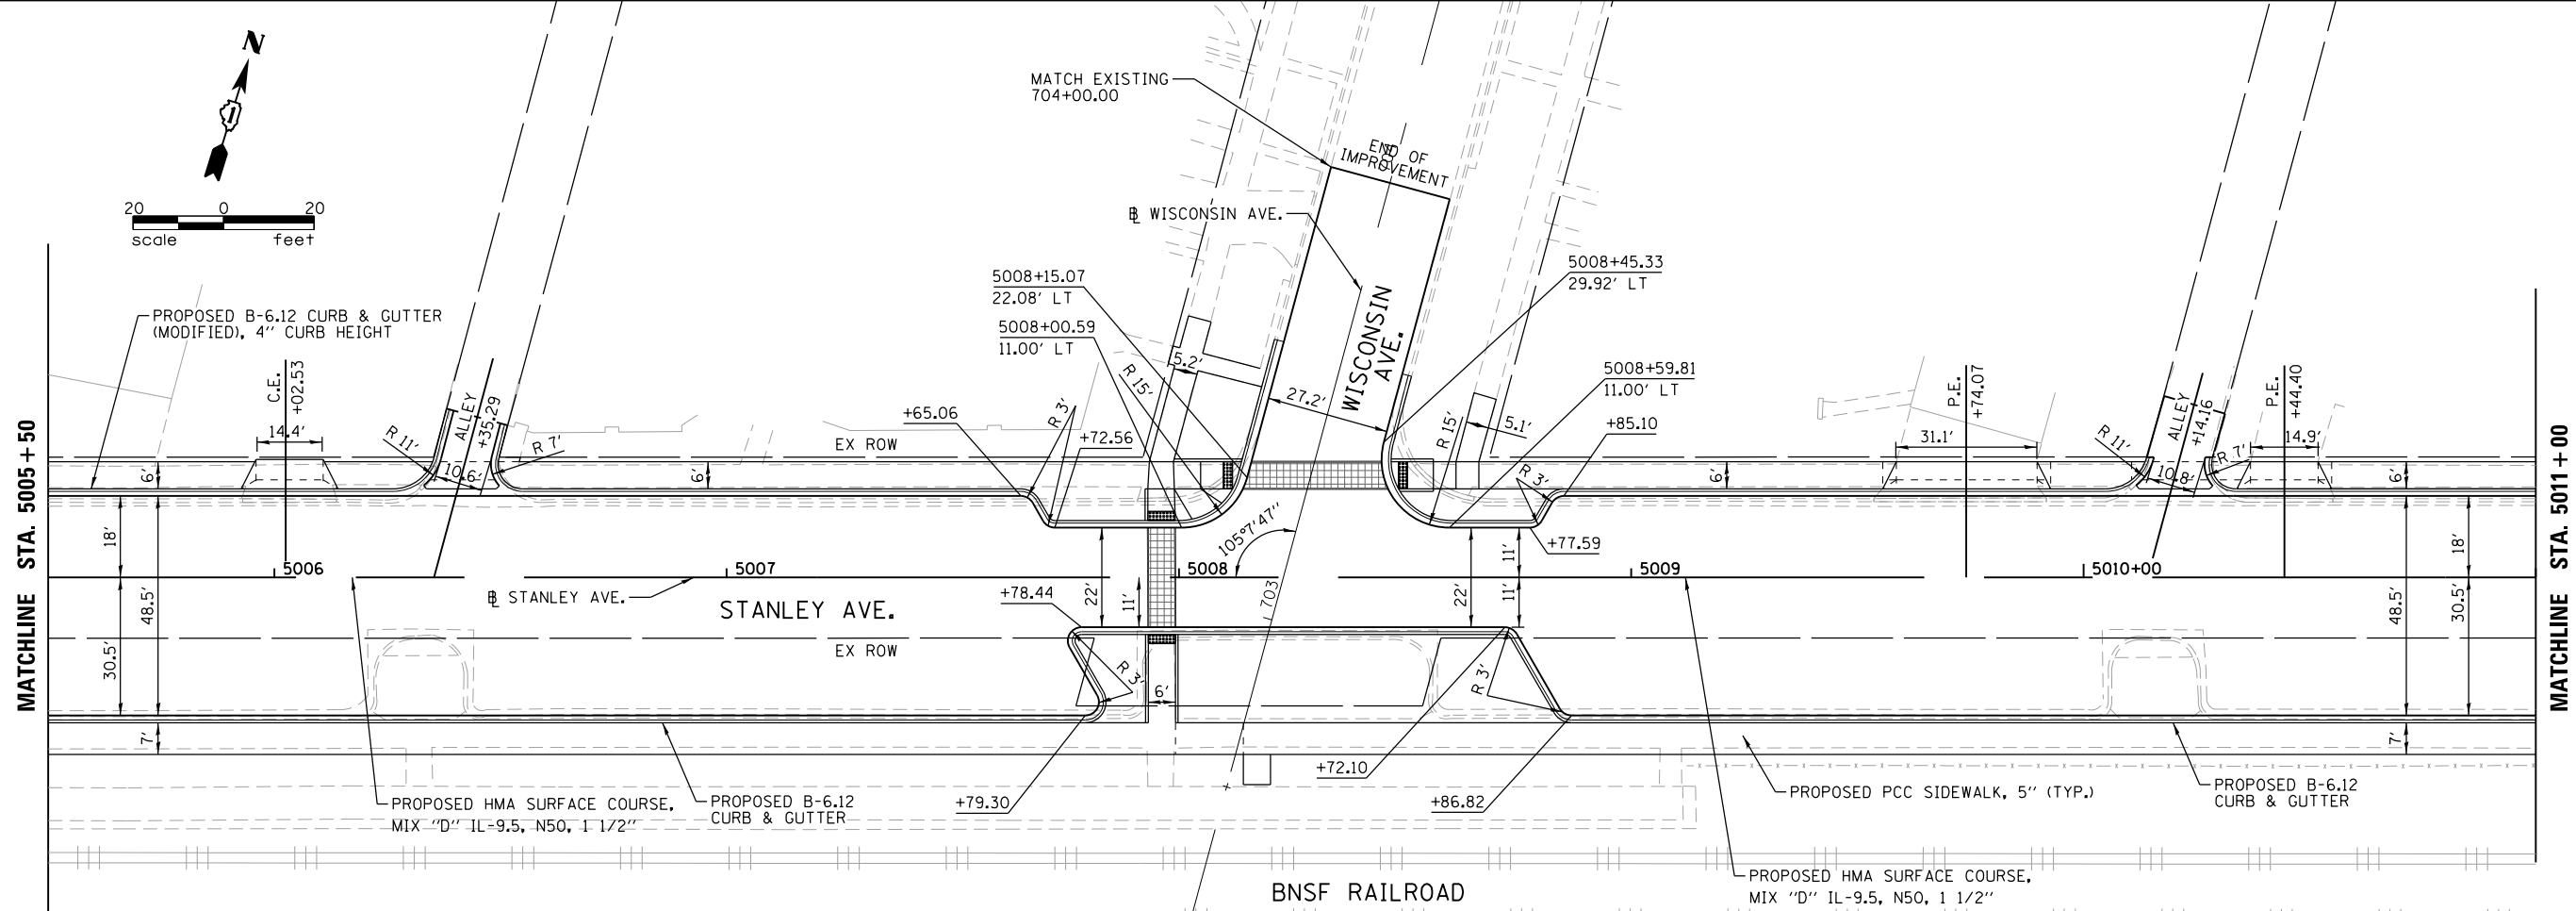 N
1
20 0 20
scale feet
MATCH EXISTING
704+00.00
END OF
IMPROVEMENT
704
℄ WISCONSIN AVE.
WISCONSIN
AVE.
27.2'
5008+15.07
22.08' LT
5008+00.59
11.00' LT
5008+45.33
29.92' LT
5008+59.81
11.00' LT
5.2'
R 15'
R 15'
5.1'
PROPOSED B-6.12 CURB & GUTTER
(MODIFIED), 4" CURB HEIGHT
C.E.
+02.53
14.4'
R 11'
ALLEY
+35.29
10.6'
R 7'
+65.06
R 3'
+72.56
EX ROW
+85.10
R 3'
+77.59
P.E.
+74.07
31.1'
R 11'
ALLEY
+14.16
10.8'
R 7'
P.E.
+44.40
14.9'
6'
6'
6'
6'
MATCHLINE STA. 5005+50
MATCHLINE STA. 5011+00
18'
48.5'
30.5'
5006
5007
5008
5009
5010+00
℄ STANLEY AVE.
STANLEY AVE.
EX ROW
+78.44
22'
11'
105°7'47"
703
22'
11'
11'
18'
48.5'
30.5'
R 3'
6'
R 3'
7'
7'
+79.30
+72.10
+86.82
PROPOSED HMA SURFACE COURSE,
MIX "D" IL-9.5, N50, 1 1/2"
PROPOSED B-6.12
CURB & GUTTER
PROPOSED PCC SIDEWALK, 5" (TYP.)
PROPOSED B-6.12
CURB & GUTTER
PROPOSED HMA SURFACE COURSE,
MIX "D" IL-9.5, N50, 1 1/2"
BNSF RAILROAD